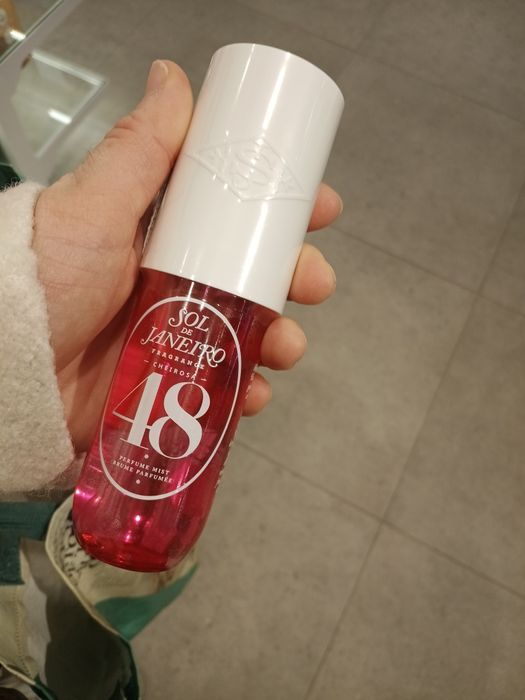 SOL
DE
JANEIRO
FRAGRANCE
CHEIROSA
48
PERFUME MIST
BRUME PARFUMÉE